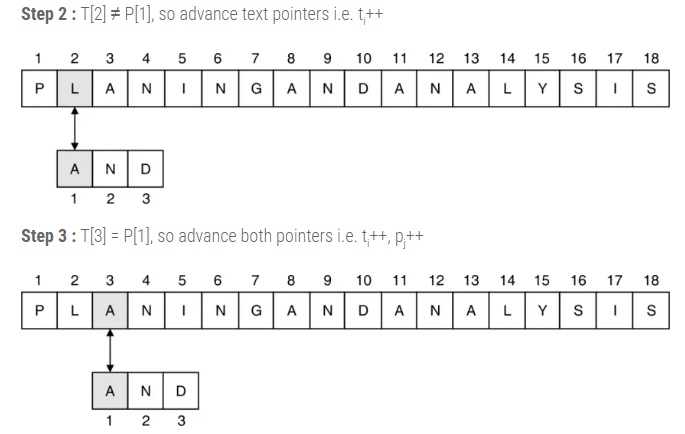 Step 2 : T[2] ≠ P[1], so advance text pointers i.e. tᵢ++
1 2 3 4 5 6 7 8 9 10 11 12 13 14 15 16 17 18
P L A N I N G A N D A N A L Y S I S
A N D
1 2 3
Step 3 : T[3] = P[1], so advance both pointers i.e. tᵢ++, pⱼ++
1 2 3 4 5 6 7 8 9 10 11 12 13 14 15 16 17 18
P L A N I N G A N D A N A L Y S I S
A N D
1 2 3